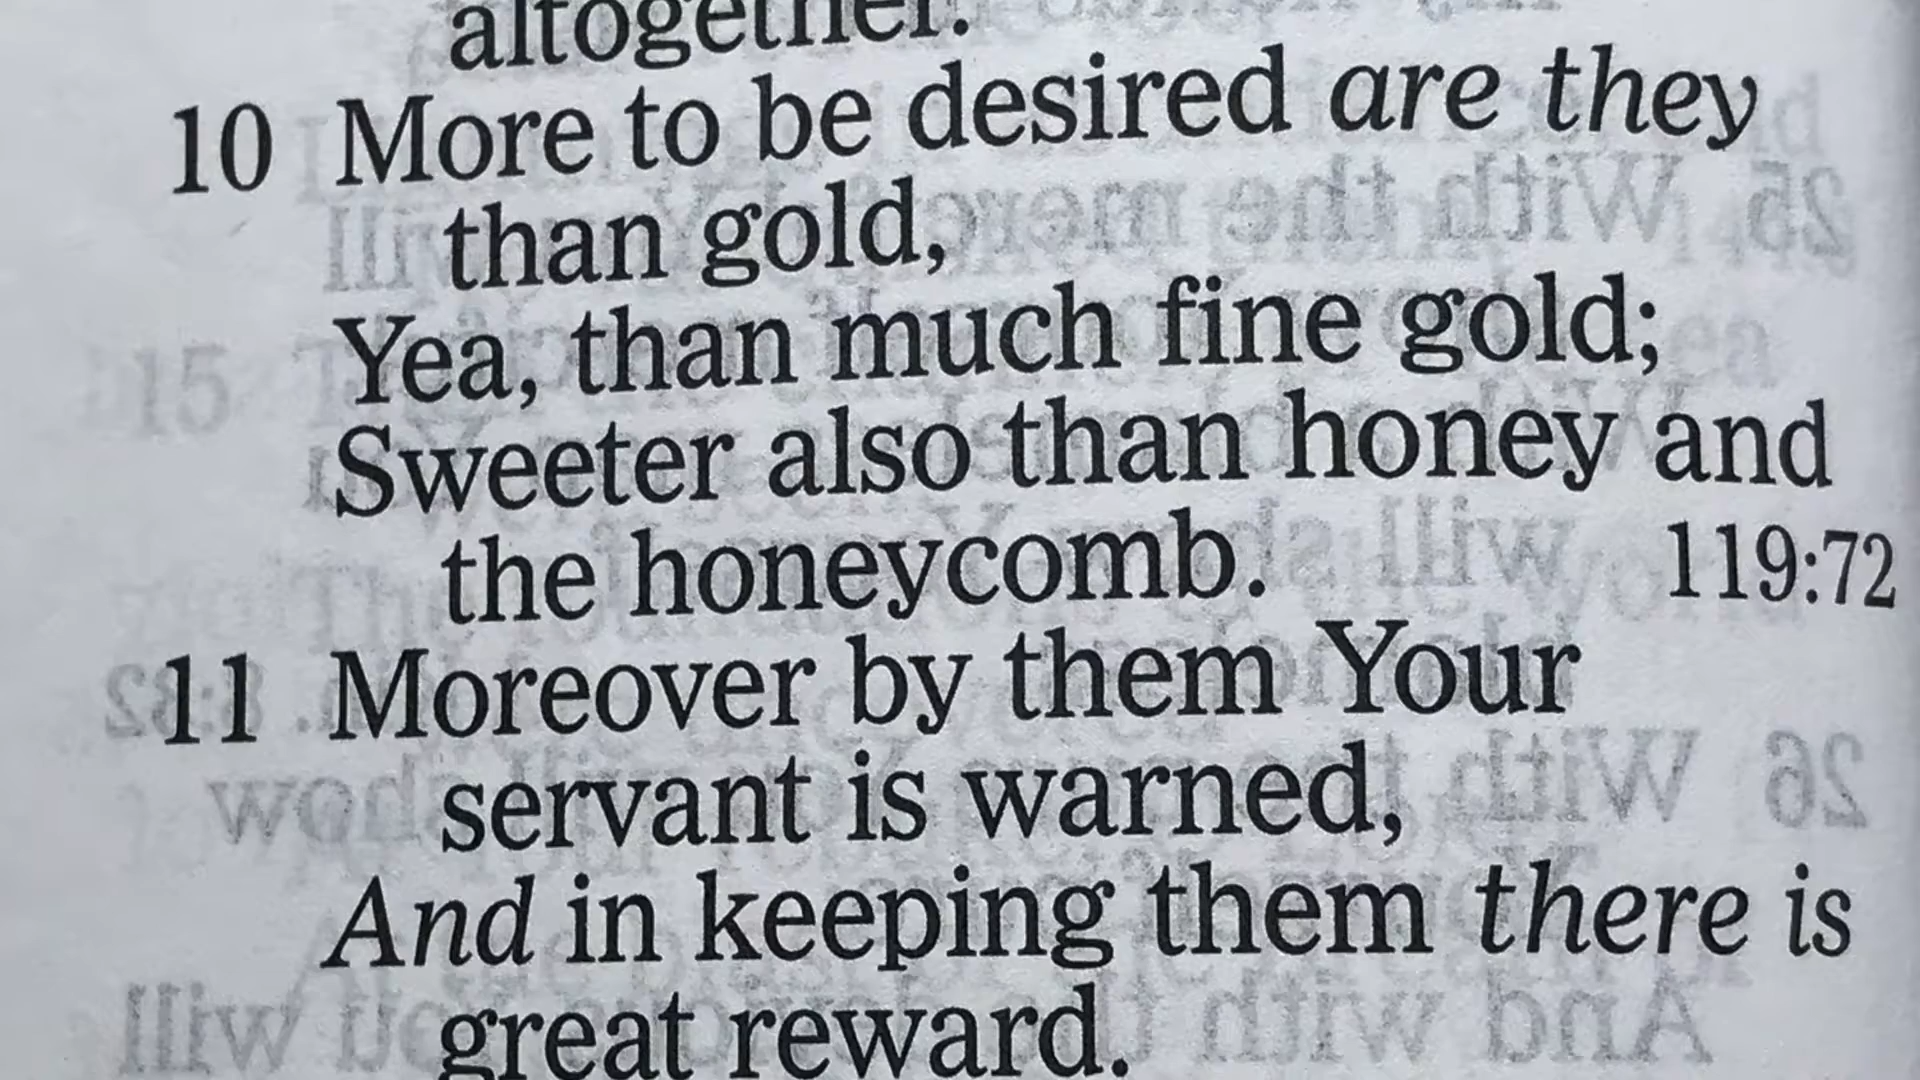 altogether.
10 More to be desired are they
than gold,
Yea, than much fine gold;
Sweeter also than honey and
the honeycomb. 119:72
11 Moreover by them Your
servant is warned,
And in keeping them there is
great reward.